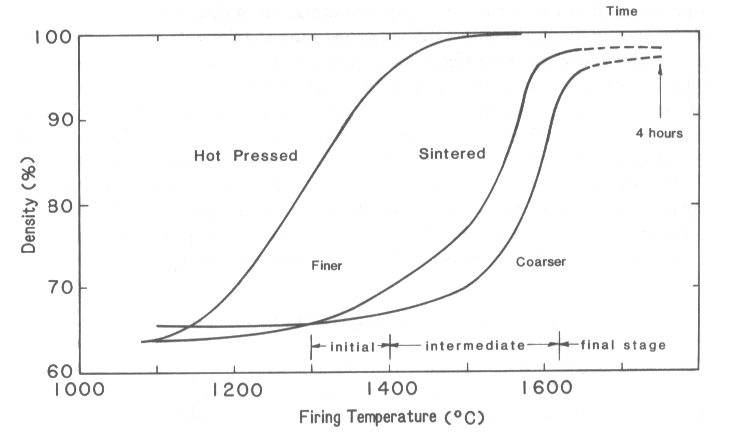 Time
100
90
4 hours
Hot Pressed
Sintered
80
Density (%)
Finer
Coarser
70
initial
intermediate
final stage
60
1000
1200
1400
1600
Firing Temperature (°C)